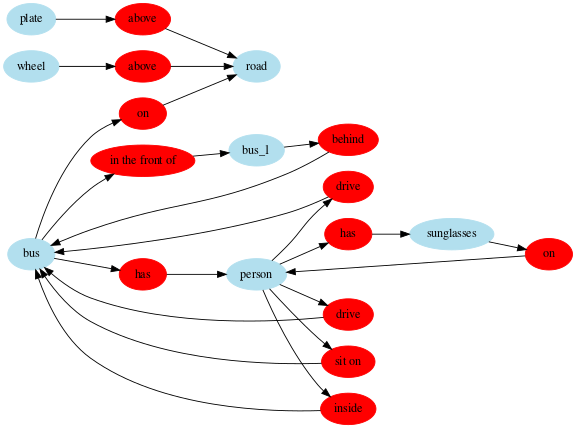 plate
above
wheel
above
road
on
in the front of
bus_1
behind
drive
has
sunglasses
bus
has
person
on
drive
sit on
inside